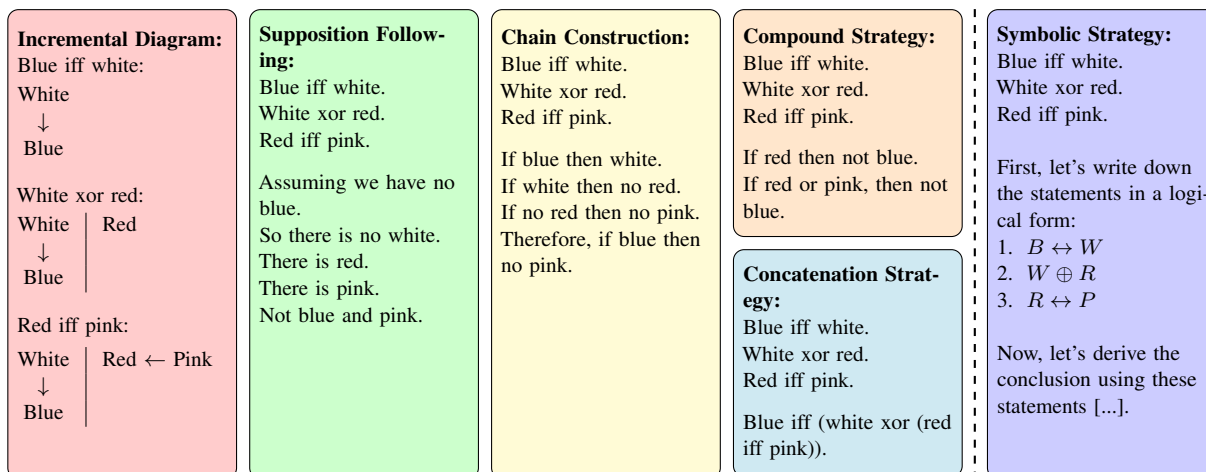 Incremental Diagram:
Blue iff white:
White
↓
Blue
White xor red:
White | Red
↓
Blue
Red iff pink:
White | Red ← Pink
↓
Blue
Supposition Follow-
ing:
Blue iff white.
White xor red.
Red iff pink.
Assuming we have no
blue.
So there is no white.
There is red.
There is pink.
Not blue and pink.
Chain Construction:
Blue iff white.
White xor red.
Red iff pink.
If blue then white.
If white then no red.
If no red then no pink.
Therefore, if blue then
no pink.
Compound Strategy:
Blue iff white.
White xor red.
Red iff pink.
If red then not blue.
If red or pink, then not
blue.
Concatenation Strat-
egy:
Blue iff white.
White xor red.
Red iff pink.
Blue iff (white xor (red
iff pink)).
Symbolic Strategy:
Blue iff white.
White xor red.
Red iff pink.
First, let's write down
the statements in a logi-
cal form:
1. B ↔ W
2. W ⊕ R
3. R ↔ P
Now, let's derive the
conclusion using these
statements [...].